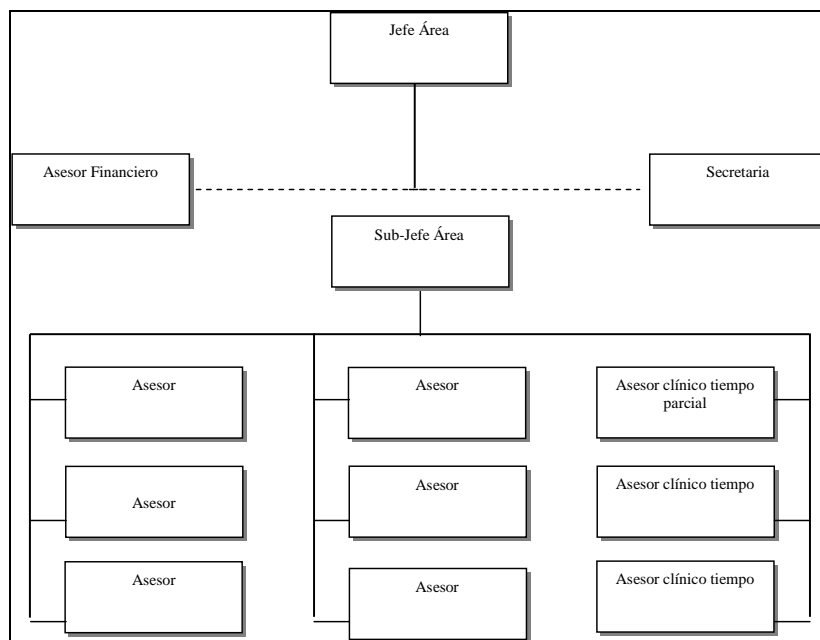 Jefe Área
Asesor Financiero
Secretaria
Sub-Jefe Área
Asesor
Asesor
Asesor clínico tiempo
parcial
Asesor
Asesor
Asesor clínico tiempo
Asesor
Asesor
Asesor clínico tiempo